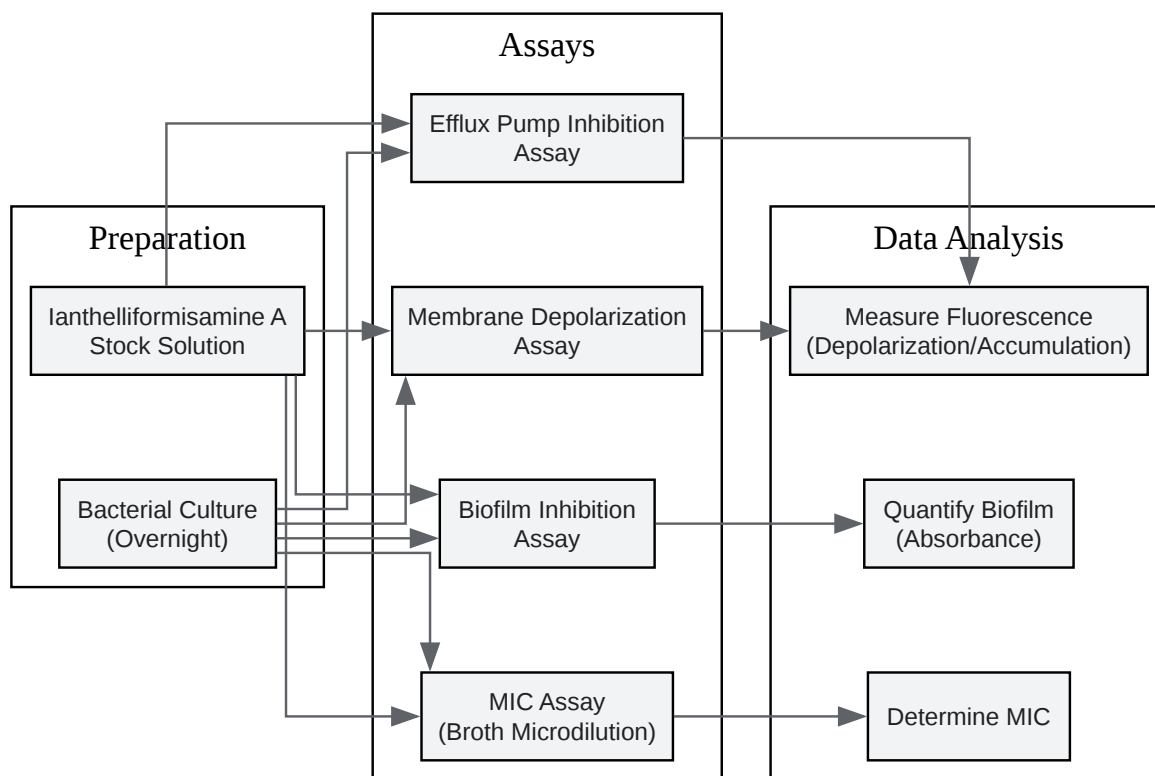 Assays
Efflux Pump Inhibition
Assay
Preparation
Data Analysis
Ianthelliformisamine A
Stock Solution
Membrane Depolarization
Assay
Measure Fluorescence
(Depolarization/Accumulation)
Bacterial Culture
(Overnight)
Biofilm Inhibition
Assay
Quantify Biofilm
(Absorbance)
MIC Assay
(Broth Microdilution)
Determine MIC